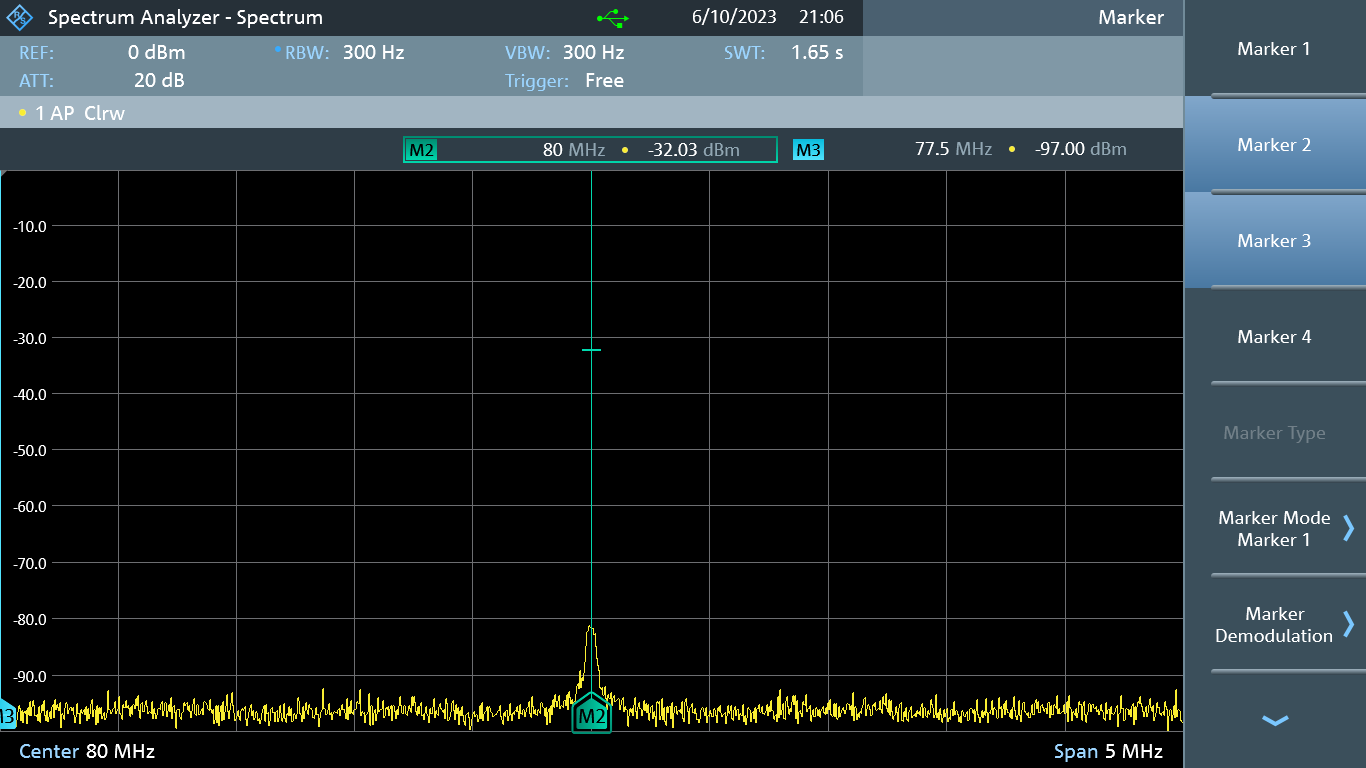 Spectrum Analyzer - Spectrum 6/10/2023 21:06 Marker
REF: 0 dBm RBW: 300 Hz VBW: 300 Hz SWT: 1.65 s
ATT: 20 dB Trigger: Free
1 AP Clrw
M2 80 MHz -32.03 dBm M3 77.5 MHz -97.00 dBm
-10.0
-20.0
-30.0
-40.0
-50.0
-60.0
-70.0
-80.0
-90.0
M3
M2
Center 80 MHz Span 5 MHz
Marker 1
Marker 2
Marker 3
Marker 4
Marker Type
Marker Mode
Marker 1
Marker
Demodulation